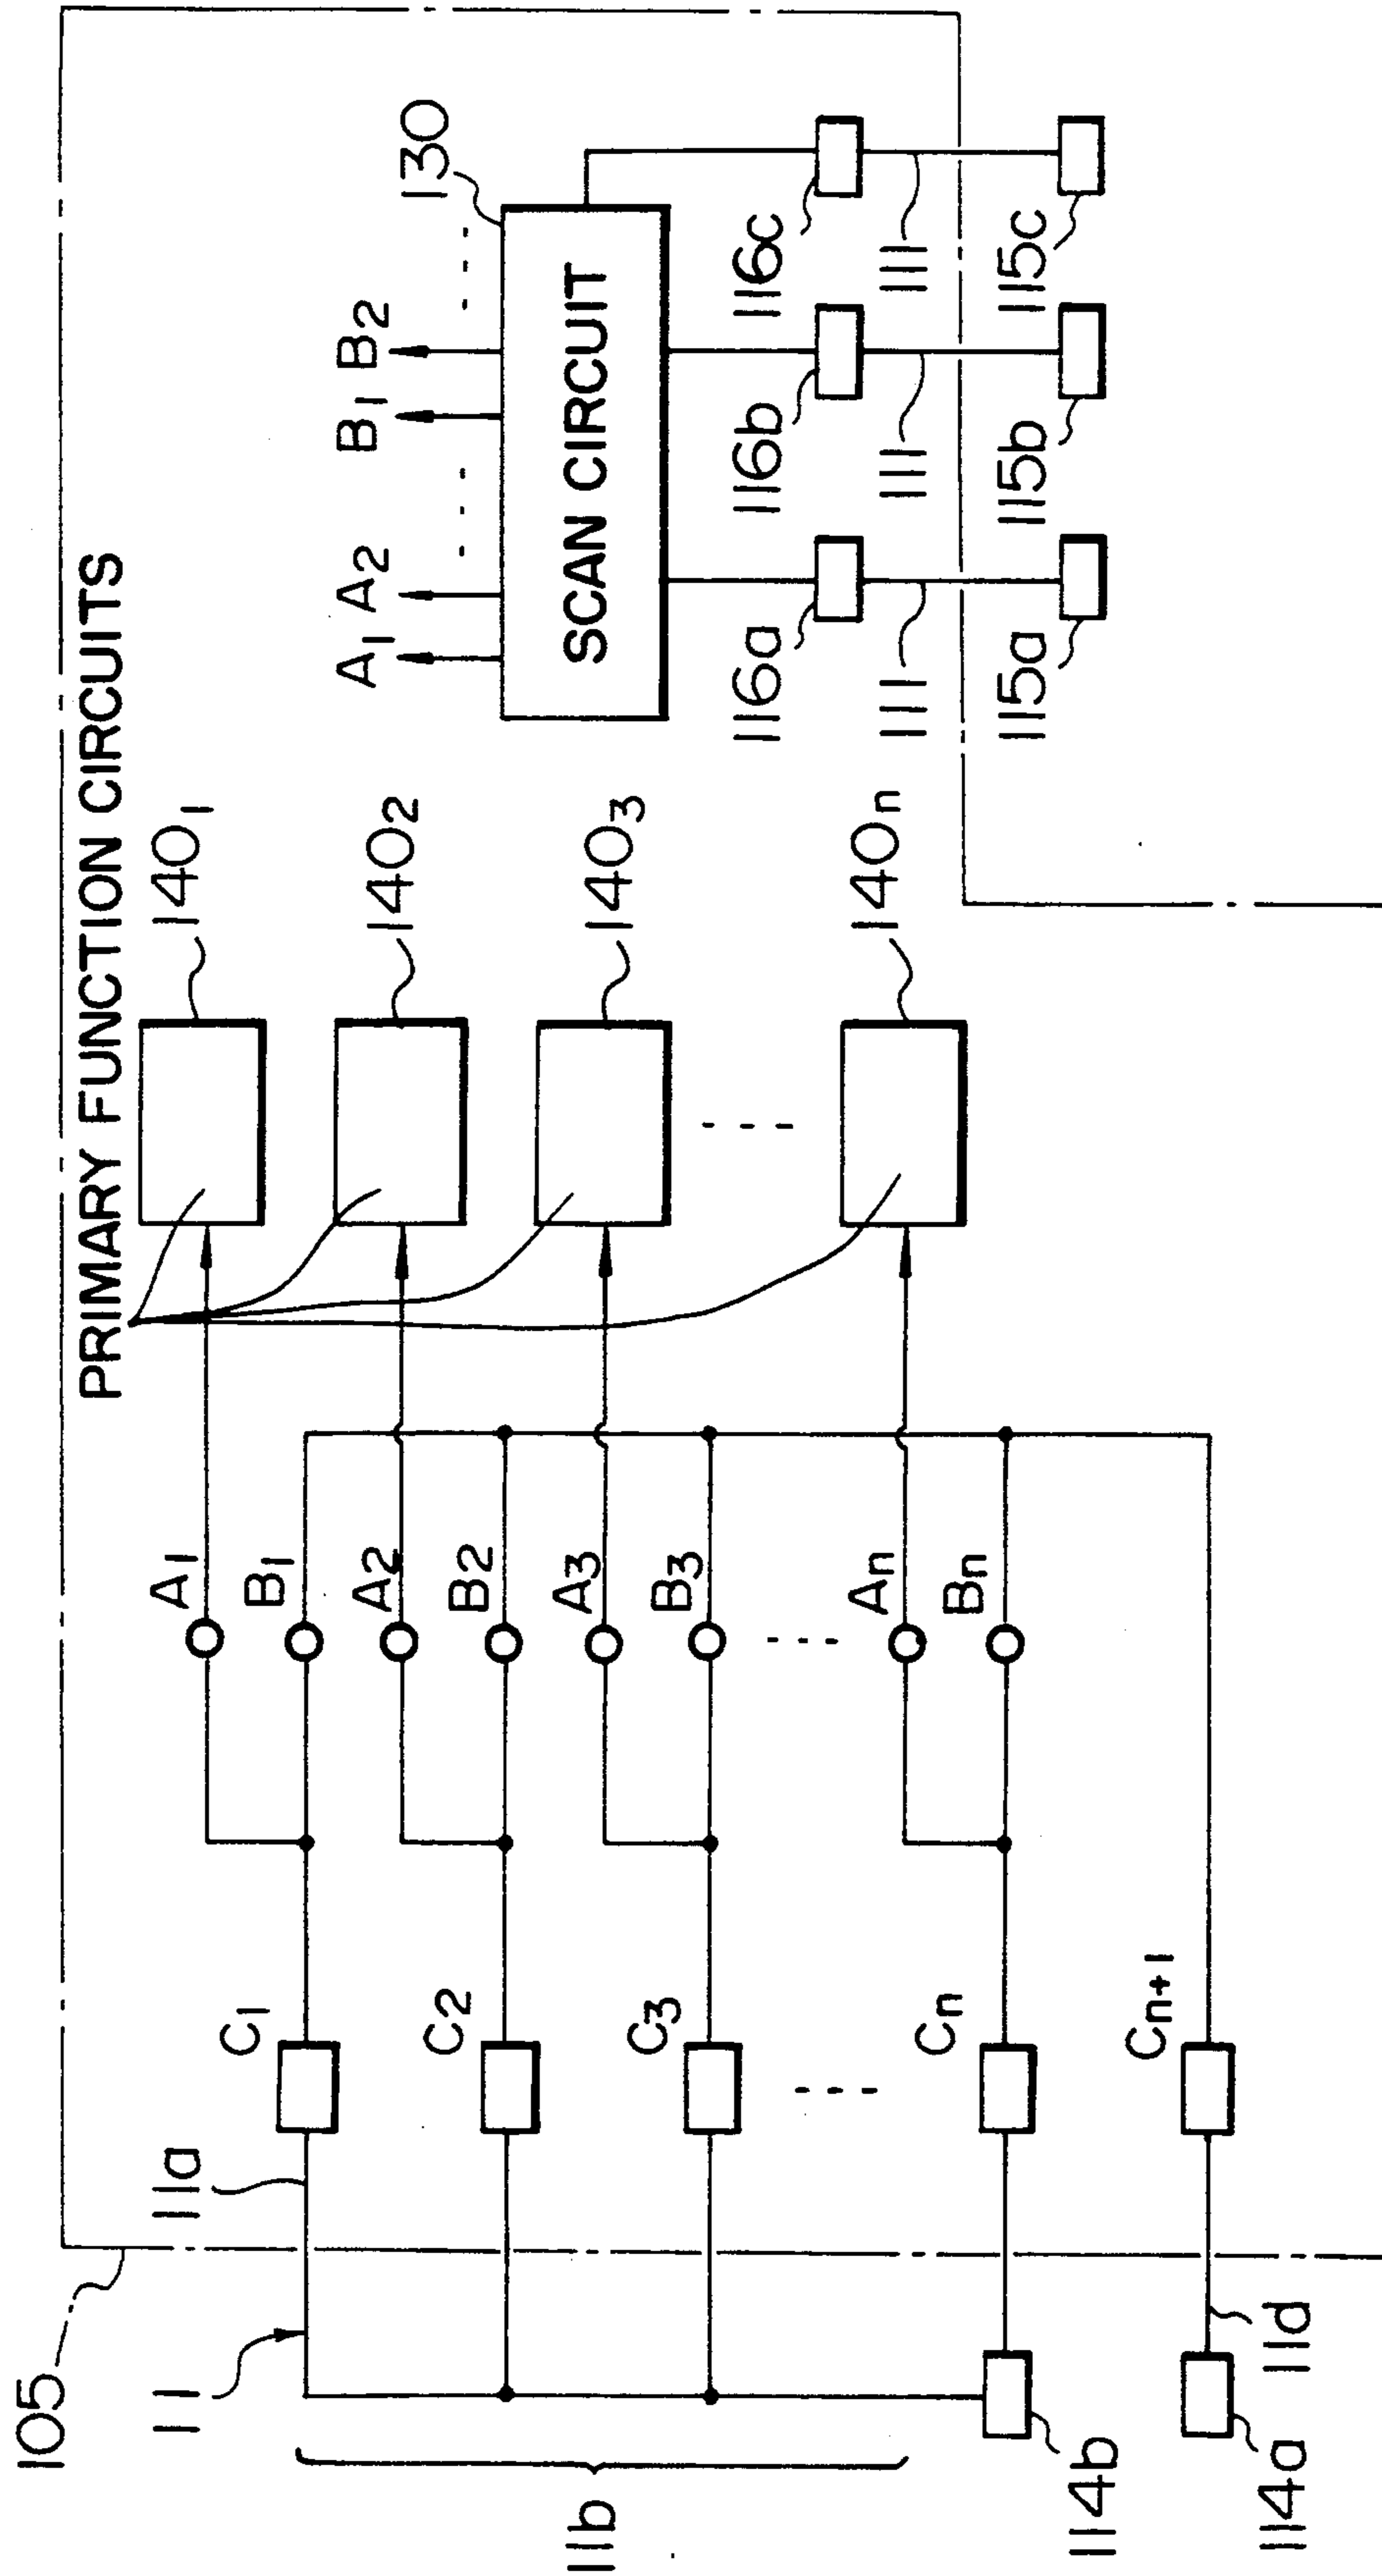 105
11
11a
11b
PRIMARY FUNCTION CIRCUITS
C1
A1
B1
1401
C2
A2
B2
1402
C3
A3
B3
1403
Cn
An
Bn
140n
Cn+1
114b
114a
11d
A1
A2
B1
B2
130
SCAN CIRCUIT
116a
116b
116c
111
111
111
115a
115b
115c